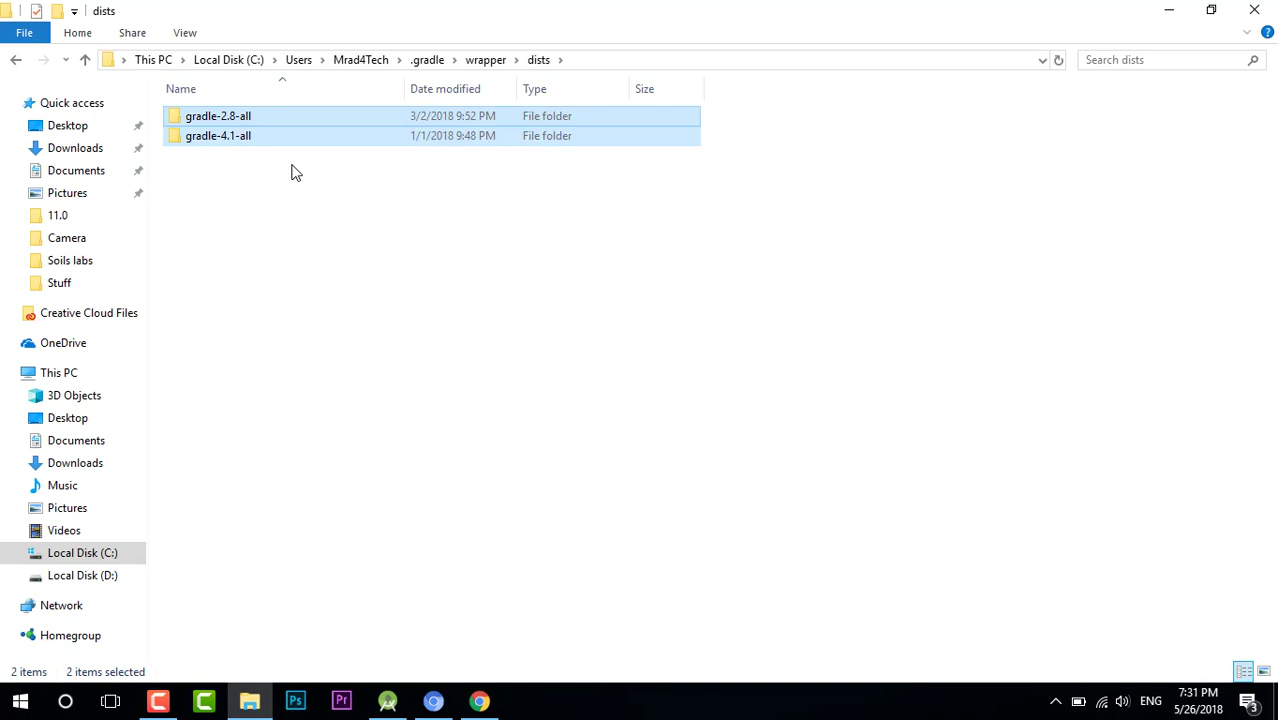 dists
File Home Share View
This PC Local Disk (C:) Users Mrad4Tech .gradle wrapper dists Search dists
Name Date modified Type Size
gradle-2.8-all 3/2/2018 9:52 PM File folder
gradle-4.1-all 1/1/2018 9:48 PM File folder
Quick access
Desktop
Downloads
Documents
Pictures
11.0
Camera
Soils labs
Stuff
Creative Cloud Files
OneDrive
This PC
3D Objects
Desktop
Documents
Downloads
Music
Pictures
Videos
Local Disk (C:)
Local Disk (D:)
Network
Homegroup
2 items 2 items selected
Ps Pr ENG 7:31 PM
5/26/2018 3